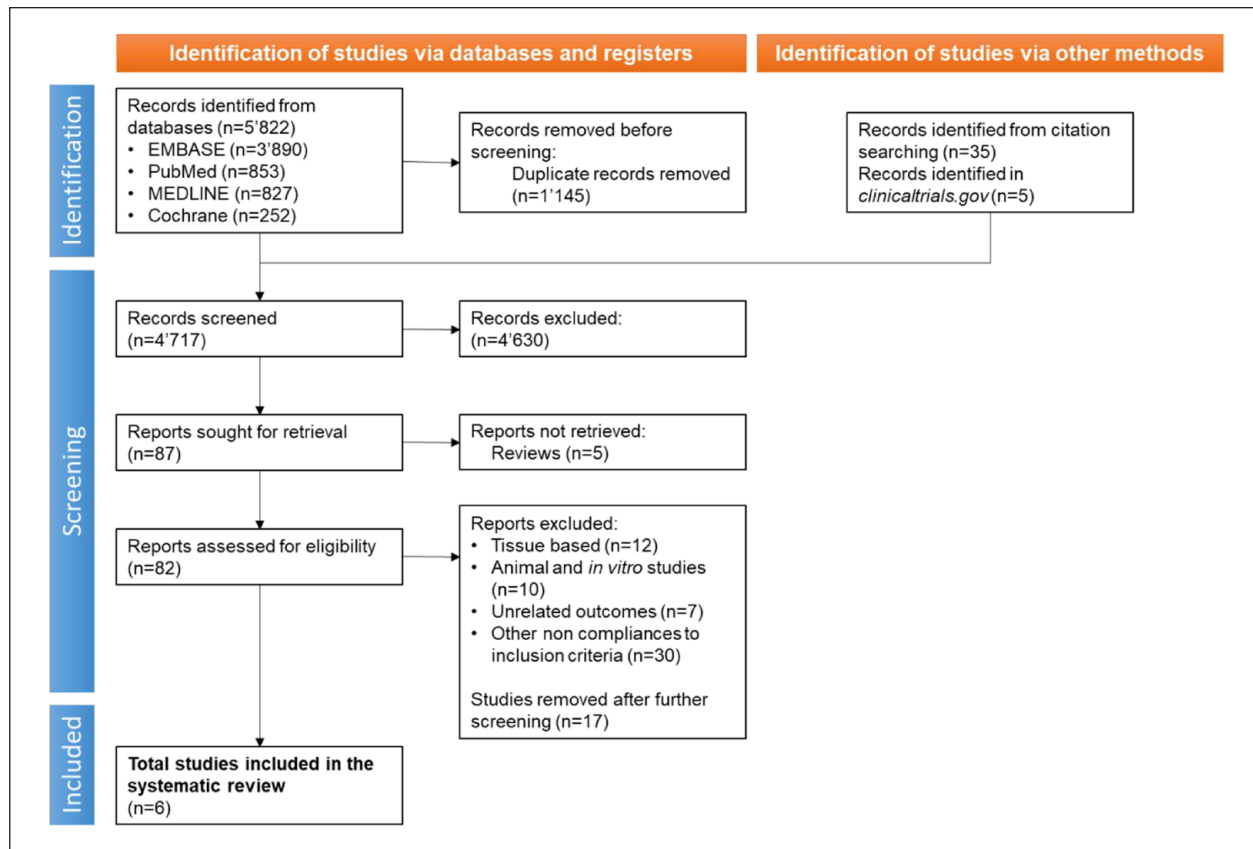 Identification of studies via databases and registers
Identification of studies via other methods
Identification
Records identified from
databases (n=5’822)
• EMBASE (n=3’890)
• PubMed (n=853)
• MEDLINE (n=827)
• Cochrane (n=252)
Records removed before
screening:
Duplicate records removed
(n=1’145)
Records identified from citation
searching (n=35)
Records identified in
clinicaltrials.gov (n=5)
Screening
Records screened
(n=4’717)
Records excluded:
(n=4’630)
Reports sought for retrieval
(n=87)
Reports not retrieved:
Reviews (n=5)
Reports assessed for eligibility
(n=82)
Reports excluded:
• Tissue based (n=12)
• Animal and in vitro studies
(n=10)
• Unrelated outcomes (n=7)
• Other non compliances to
inclusion criteria (n=30)
Studies removed after further
screening (n=17)
Included
Total studies included in the
systematic review
(n=6)